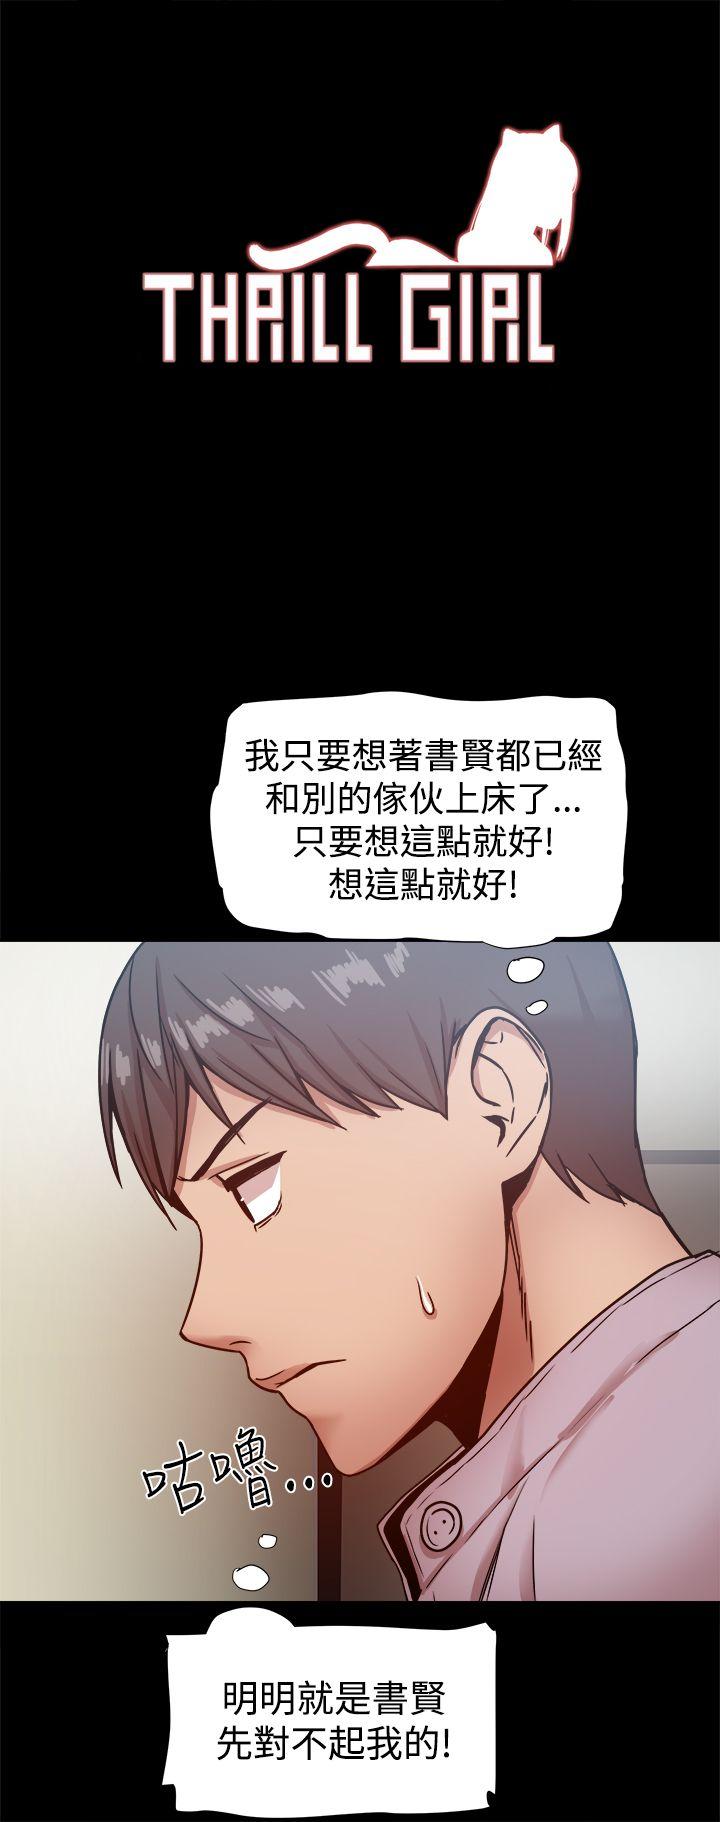 THRILL GIRL
我只要想著書賢都已經
和別的傢伙上床了...
只要想這點就好!
想這點就好!
咕嚕...
明明就是書賢
先對不起我的!